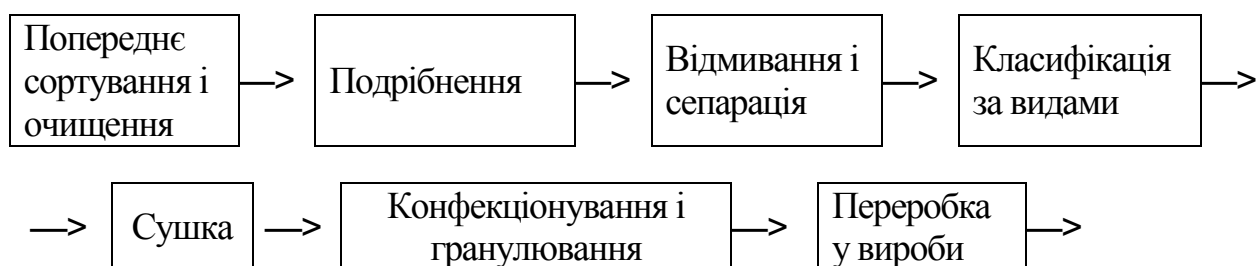 Попереднє
сортування і
очищення
Подрібнення
Відмивання і
сепарація
Класифікація
за видами
Сушка
Конфекціонування і
гранулювання
Переробка
у вироби